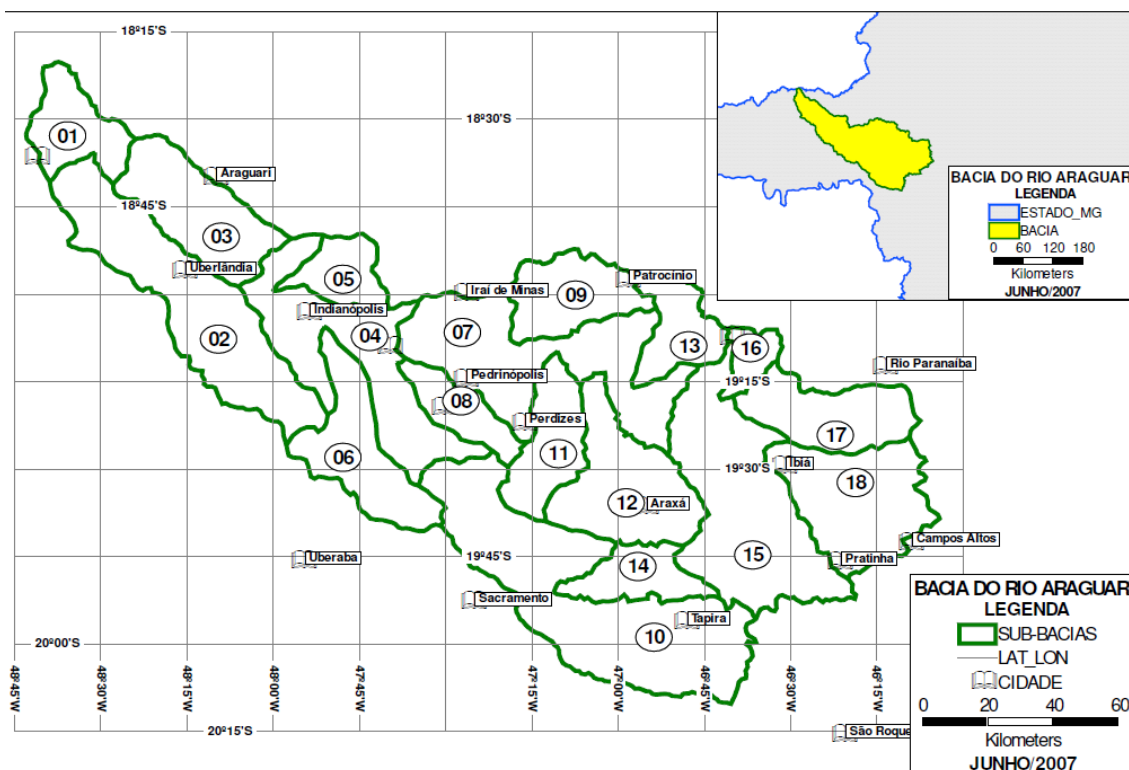 18º15'S
18º30'S
01
Araguari
18º45'S
03
Uberlândia
05
Patrocínio
Iraí de Minas
09
Indianópolis
02
04
07
13
16
Rio Paranaíba
19º15'S
Pedrinópolis
08
Perdizes
17
11
06
19º30'S
Ibiá
18
12
Araxá
Campos Altos
19º45'S
Uberaba
14
15
Pratinha
Sacramento
Tapira
10
20º00'S
48º45'W
48º30'W
48º15'W
48º00'W
47º45'W
47º15'W
47º00'W
46º45'W
46º30'W
46º15'W
20º15'S
São Roque
BACIA DO RIO ARAGUARI
LEGENDA
ESTADO_MG
BACIA
0 60 120 180
Kilometers
JUNHO/2007
BACIA DO RIO ARAGUARI
LEGENDA
SUB-BACIAS
LAT_LON
CIDADE
0 20 40 60
Kilometers
JUNHO/2007